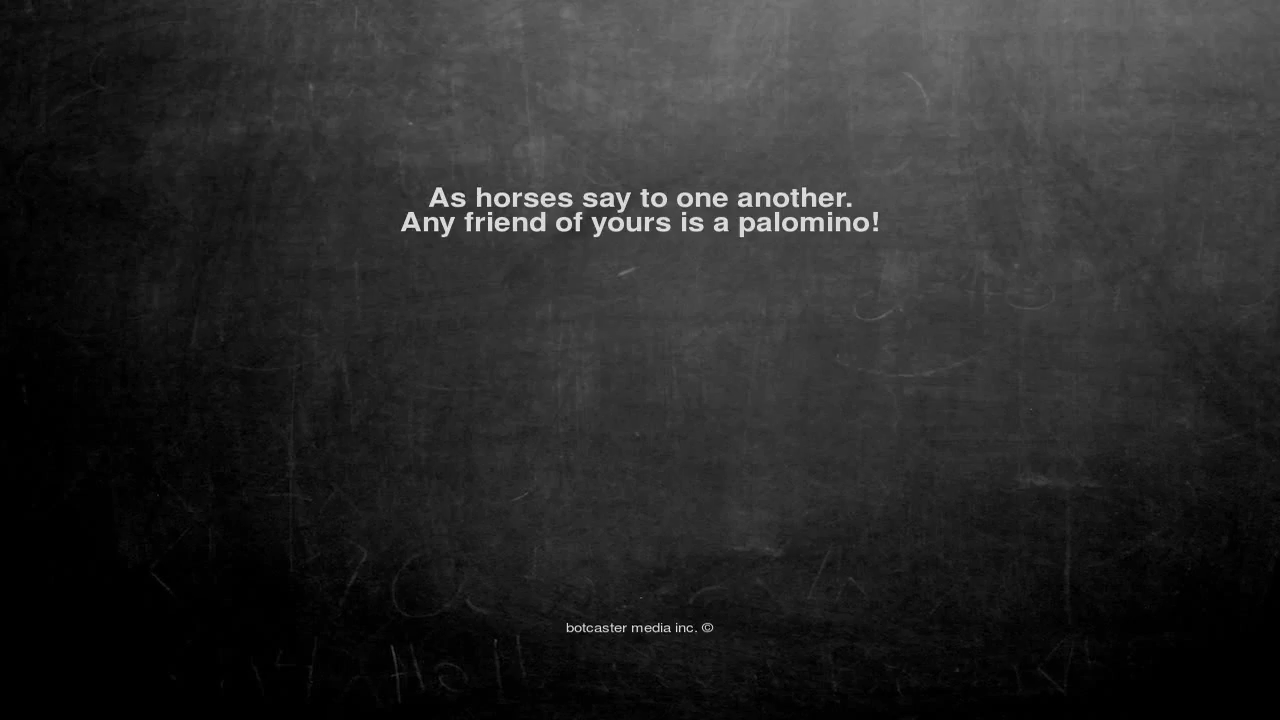 As horses say to one another.
Any friend of yours is a palomino!
botcaster media inc. ©